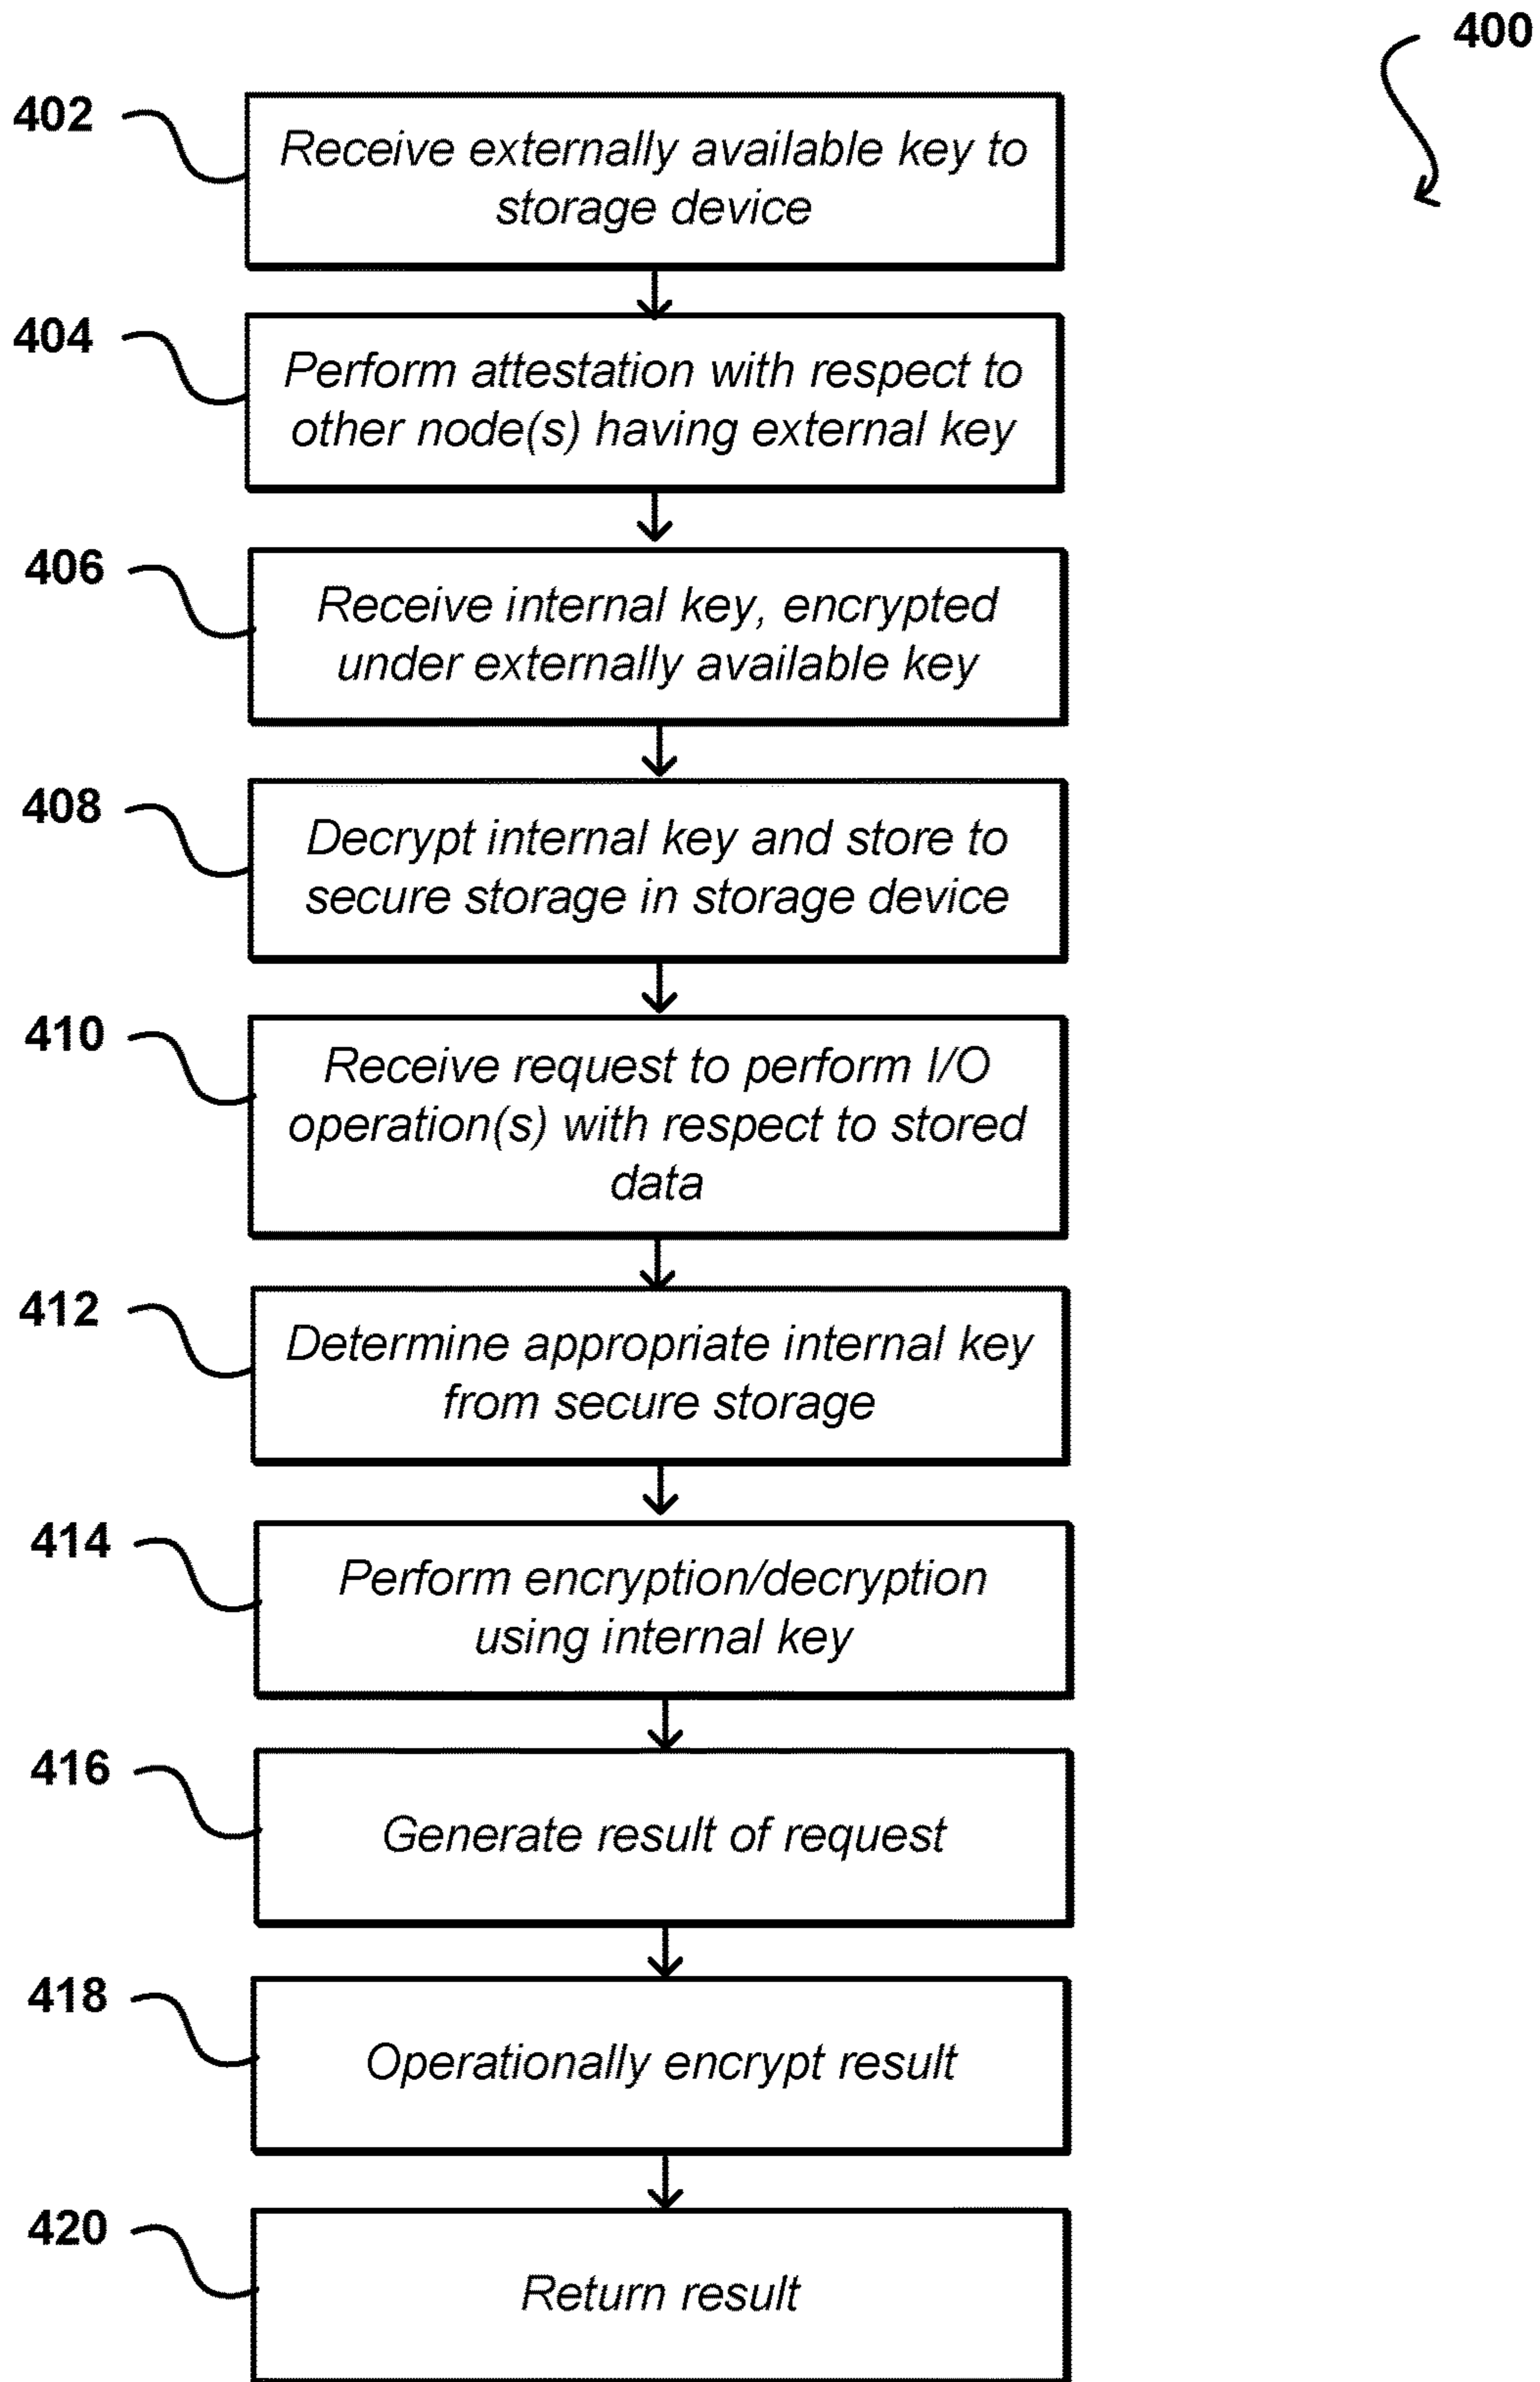 400
402
Receive externally available key to
storage device
404
Perform attestation with respect to
other node(s) having external key
406
Receive internal key, encrypted
under externally available key
408
Decrypt internal key and store to
secure storage in storage device
410
Receive request to perform I/O
operation(s) with respect to stored
data
412
Determine appropriate internal key
from secure storage
414
Perform encryption/decryption
using internal key
416
Generate result of request
418
Operationally encrypt result
420
Return result